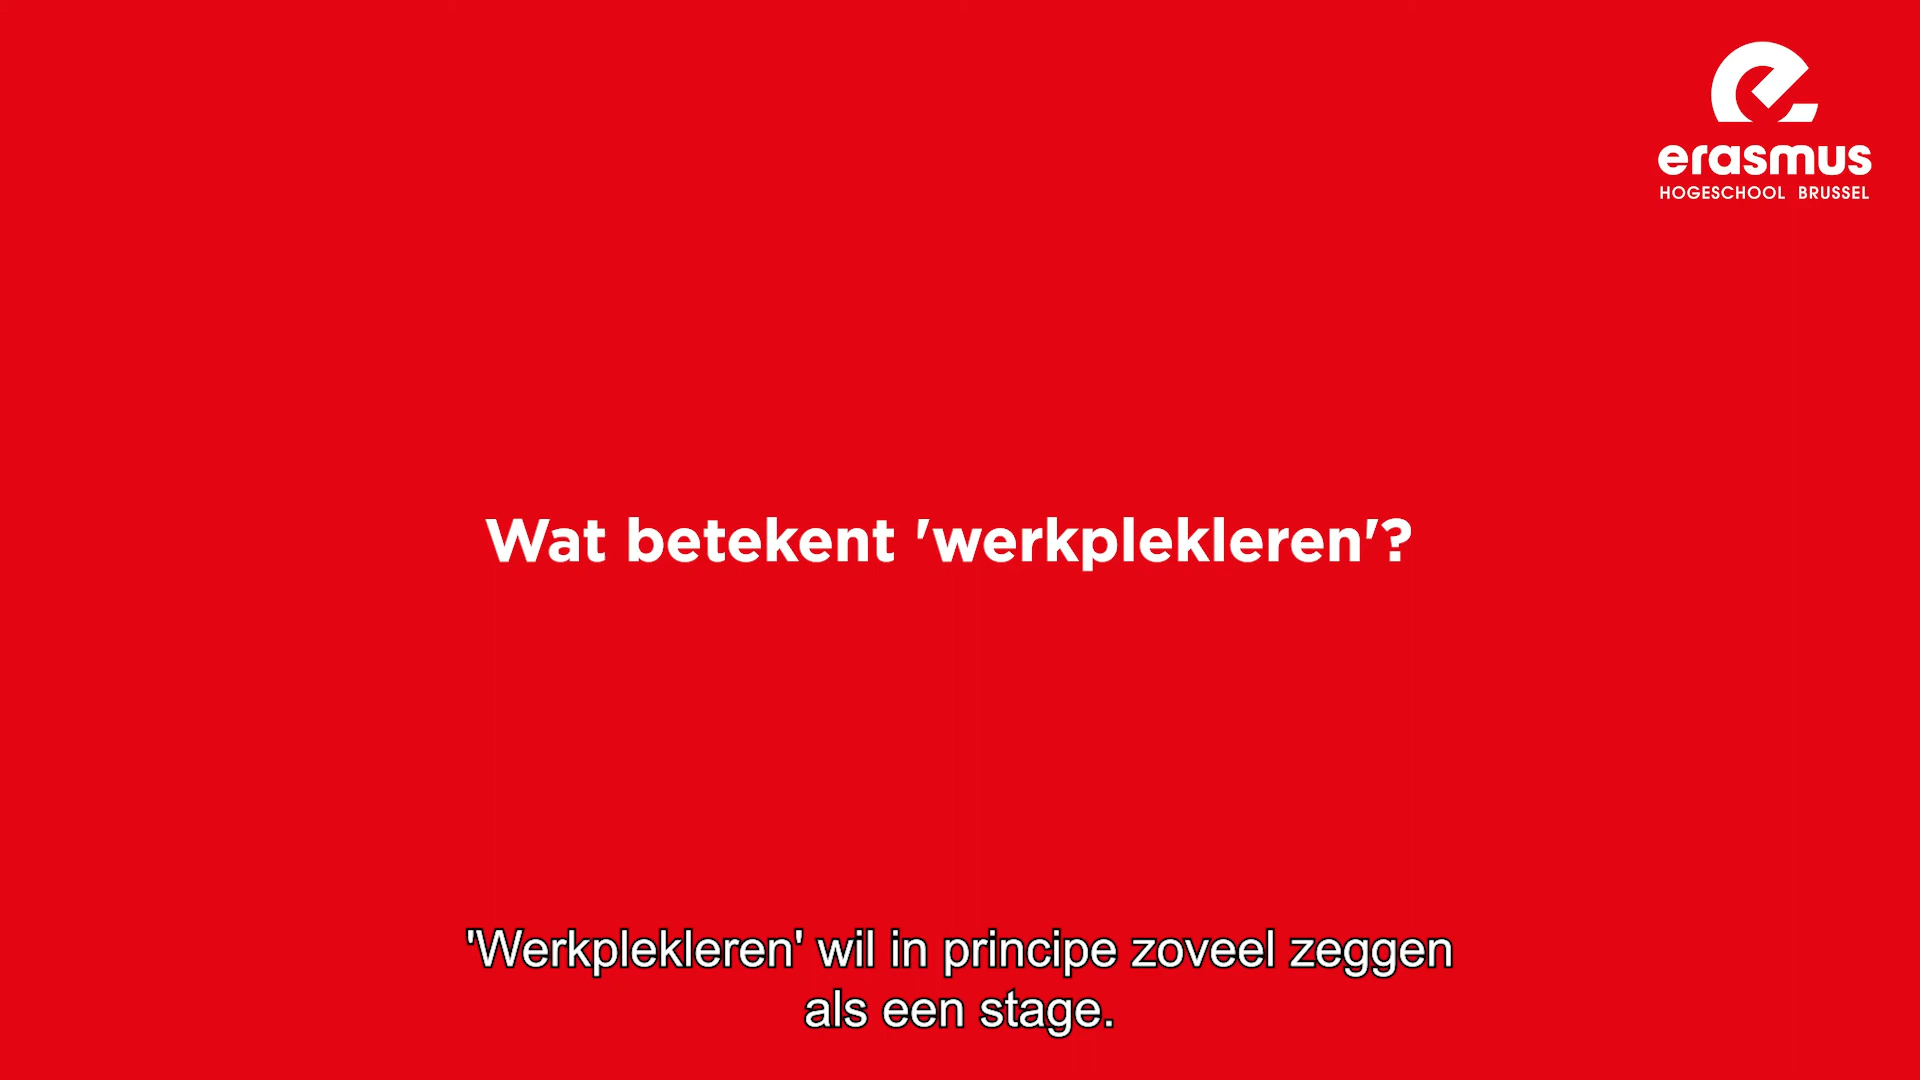 erasmus
HOGESCHOOL BRUSSEL
Wat betekent 'werkplekleren'?
'Werkplekleren' wil in principe zoveel zeggen
als een stage.